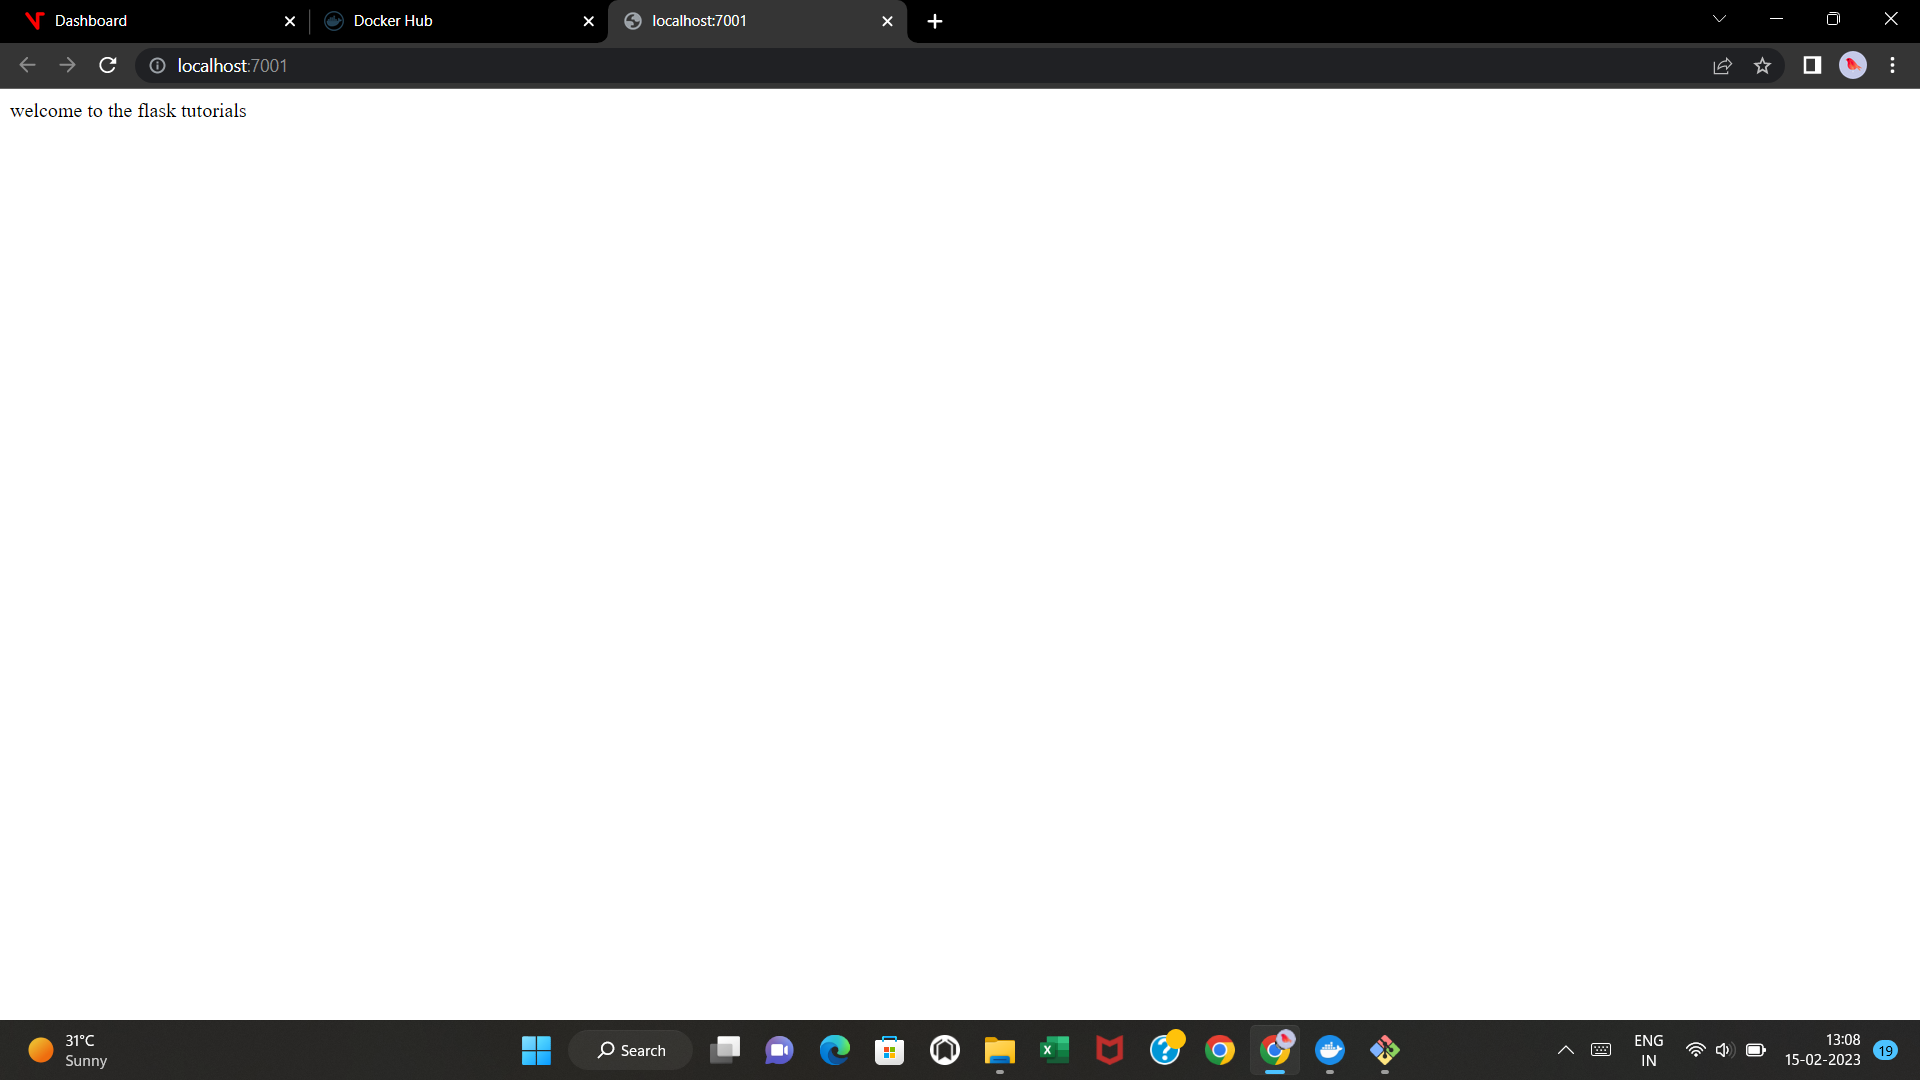 Dashboard
Docker Hub
localhost:7001
localhost:7001
welcome to the flask tutorials
31°C
Sunny
Search
ENG
IN
13:08
15-02-2023
19